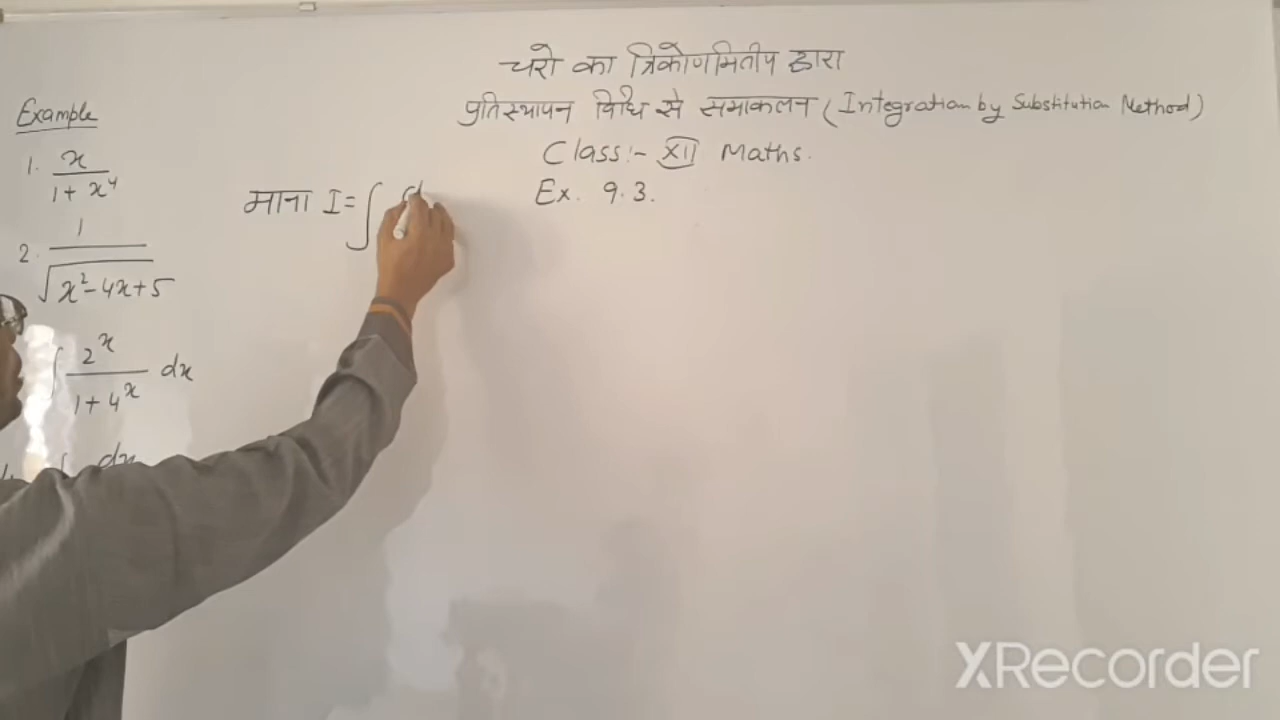 चरो का त्रिकोणमितीय द्वारा
प्रतिस्थापन विधि से समाकलन (Integration by Substitution Method)
Class:- XII Maths.
Ex. 9.3.
Example
1. x / 1 + x⁴
2. 1 / √x²-4x+5
∫ 2ˣ / 1 + 4ˣ dx
∫ dx
माना I = ∫
XRecorder